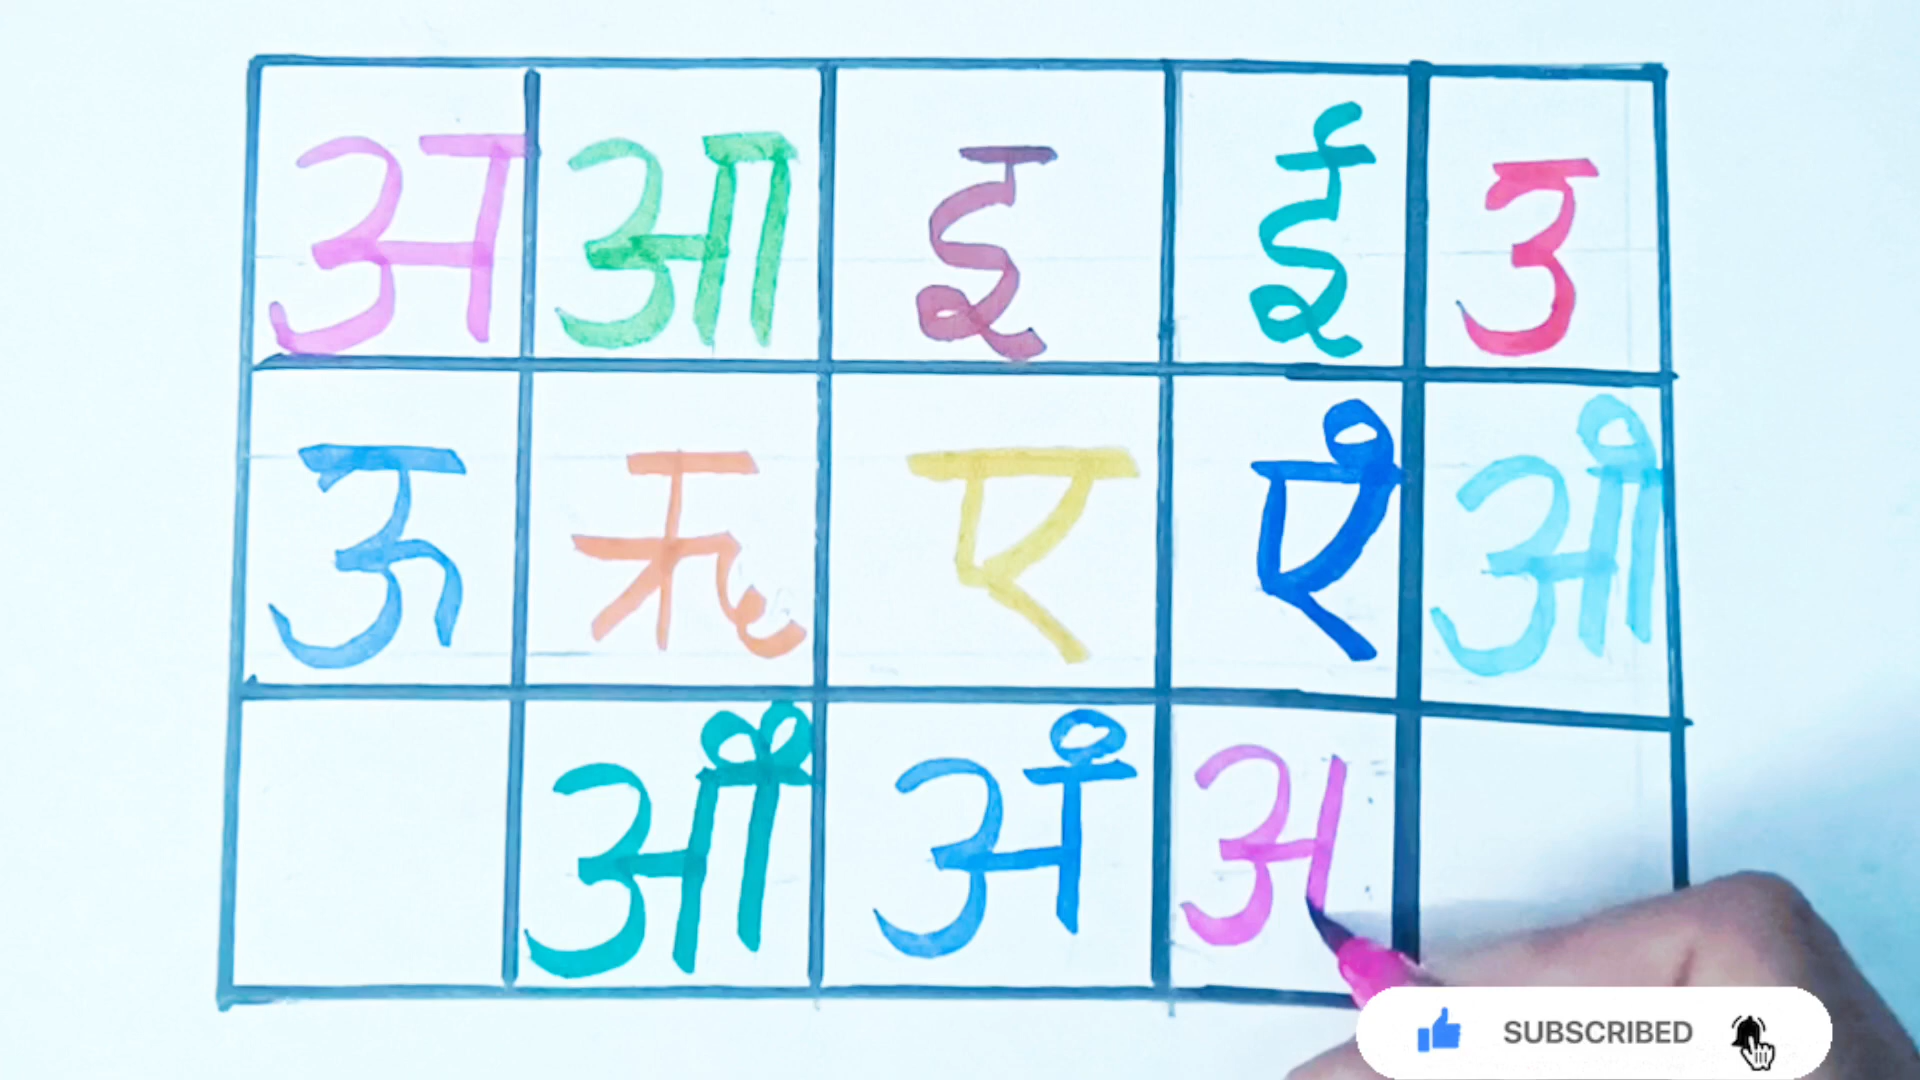 अ आ इ ई उ
ऊ ऋ ए ऐ ओ
औ अं अ
SUBSCRIBED